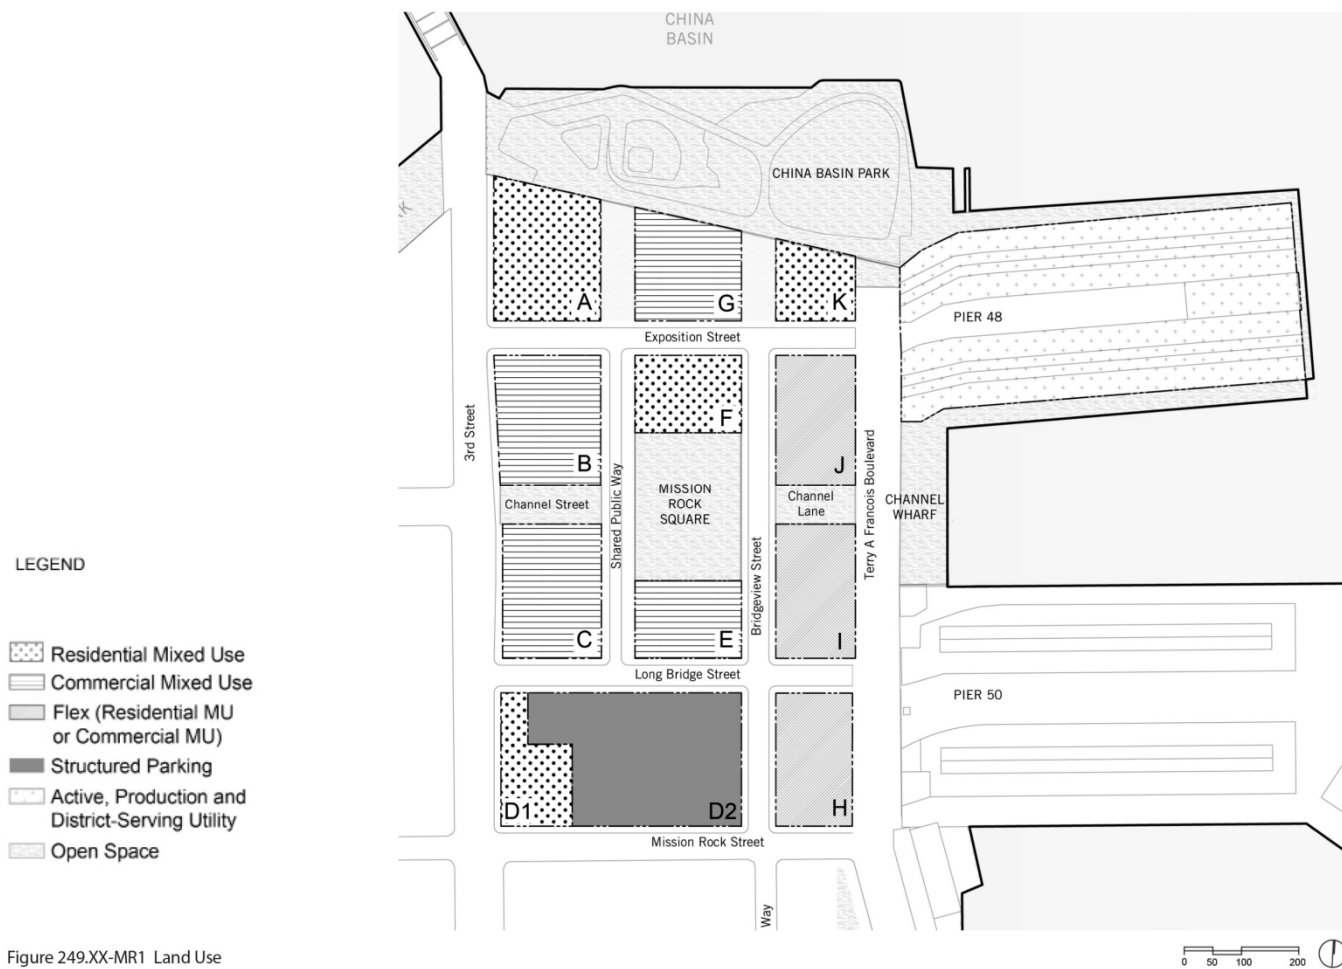 CHINA
BASIN
CHINA BASIN PARK
K
A
G
K
PIER 48
Exposition Street
3rd Street
B
F
J
Shared Public Way
MISSION
ROCK
SQUARE
Channel Street
Channel
Lane
Terry A Francois Boulevard
CHANNEL
WHARF
Bridgeview Street
C
E
I
Long Bridge Street
PIER 50
D1
D2
H
Mission Rock Street
Way
LEGEND
Residential Mixed Use
Commercial Mixed Use
Flex (Residential MU
or Commercial MU)
Structured Parking
Active, Production and
District-Serving Utility
Open Space
Figure 249.XX-MR1 Land Use
0 50 100 200